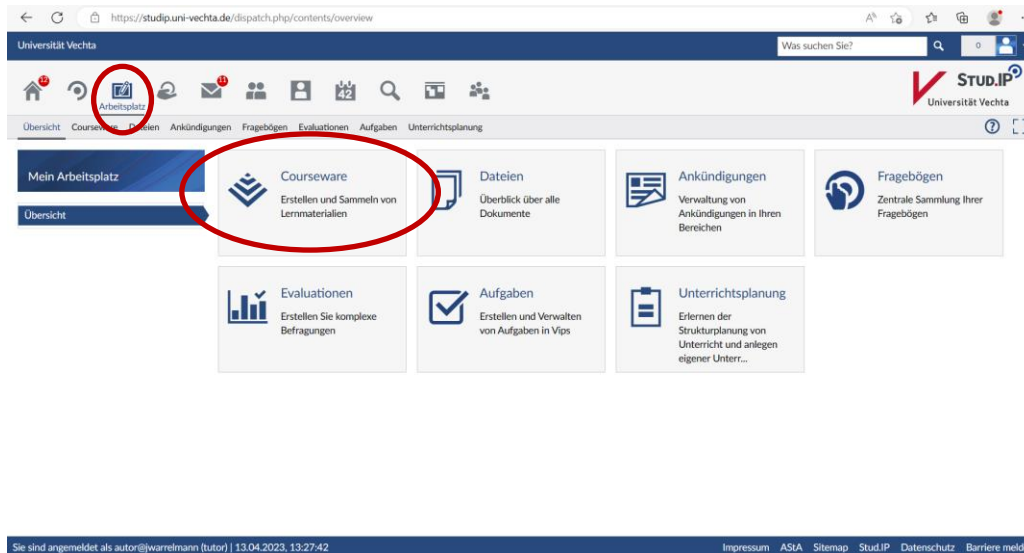 https://studip.uni-vechta.de/dispatch.php/contents/overview
Universität Vechta
Was suchen Sie?
0
12
11
42
Arbeitsplatz
STUD.IP
Universität Vechta
Übersicht Courseware Dateien Ankündigungen Fragebögen Evaluationen Aufgaben Unterrichtsplanung
Mein Arbeitsplatz
Übersicht
Courseware
Erstellen und Sammeln von
Lernmaterialien
Dateien
Überblick über alle
Dokumente
Ankündigungen
Verwaltung von
Ankündigungen in Ihren
Bereichen
Fragebögen
Zentrale Sammlung Ihrer
Fragebögen
Evaluationen
Erstellen Sie komplexe
Befragungen
Aufgaben
Erstellen und Verwalten
von Aufgaben in Vips
Unterrichtsplanung
Erlernen der
Strukturplanung von
Unterricht und anlegen
eigener Unterr...
Sie sind angemeldet als autor@jwarrelmann (tutor) | 13.04.2023, 13:27:42
Impressum AStA Sitemap Stud.IP Datenschutz Barriere meld